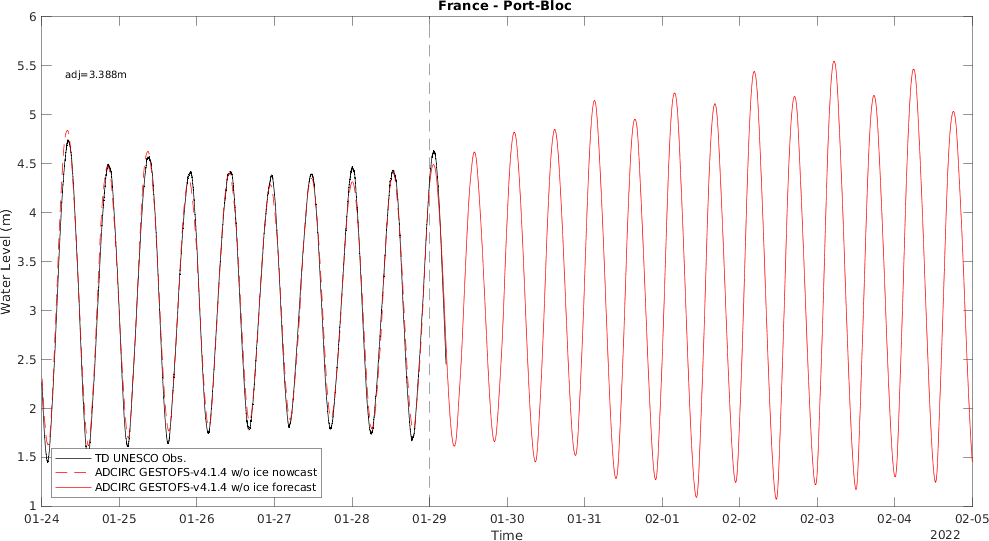 France - Port-Bloc
6
5.5
5
4.5
4
3.5
3
2.5
2
1.5
1
Water Level (m)
adj=3.388m
TD UNESCO Obs.
ADCIRC GESTOFS-v4.1.4 w/o ice nowcast
ADCIRC GESTOFS-v4.1.4 w/o ice forecast
01-24 01-25 01-26 01-27 01-28 01-29 01-30 01-31 02-01 02-02 02-03 02-04 02-05
Time
2022